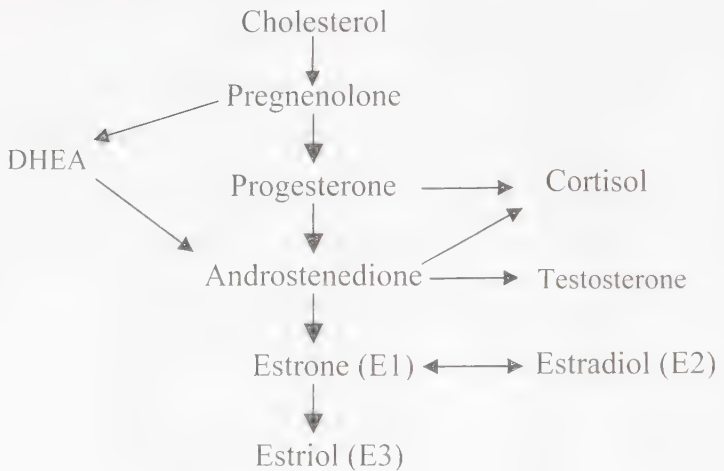 Cholesterol
Pregnenolone
DHEA
Progesterone
Cortisol
Androstenedione
Testosterone
Estrone (E1)
Estradiol (E2)
Estriol (E3)